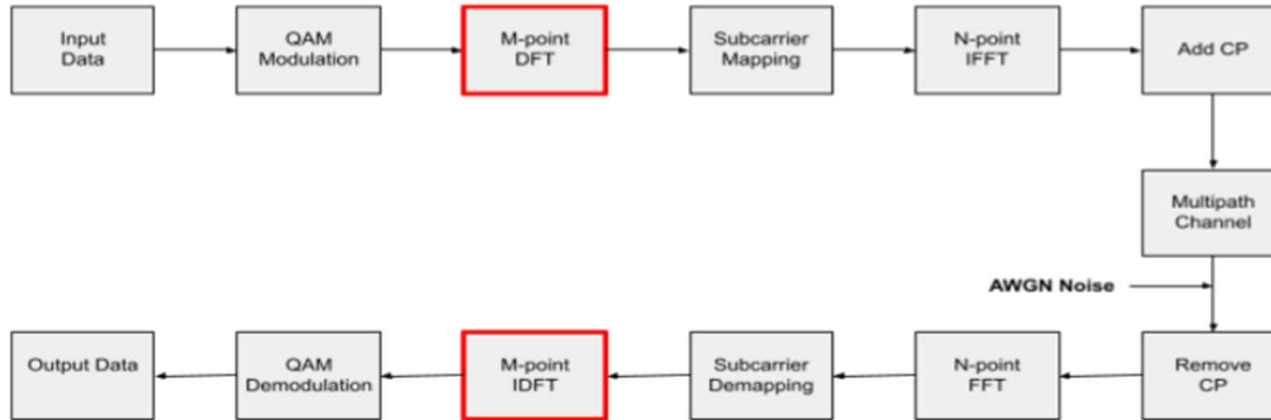 Input
Data
QAM
Modulation
M-point
DFT
Subcarrier
Mapping
N-point
IFFT
Add CP
Multipath
Channel
AWGN Noise
Output Data
QAM
Demodulation
M-point
IDFT
Subcarrier
Demapping
N-point
FFT
Remove
CP